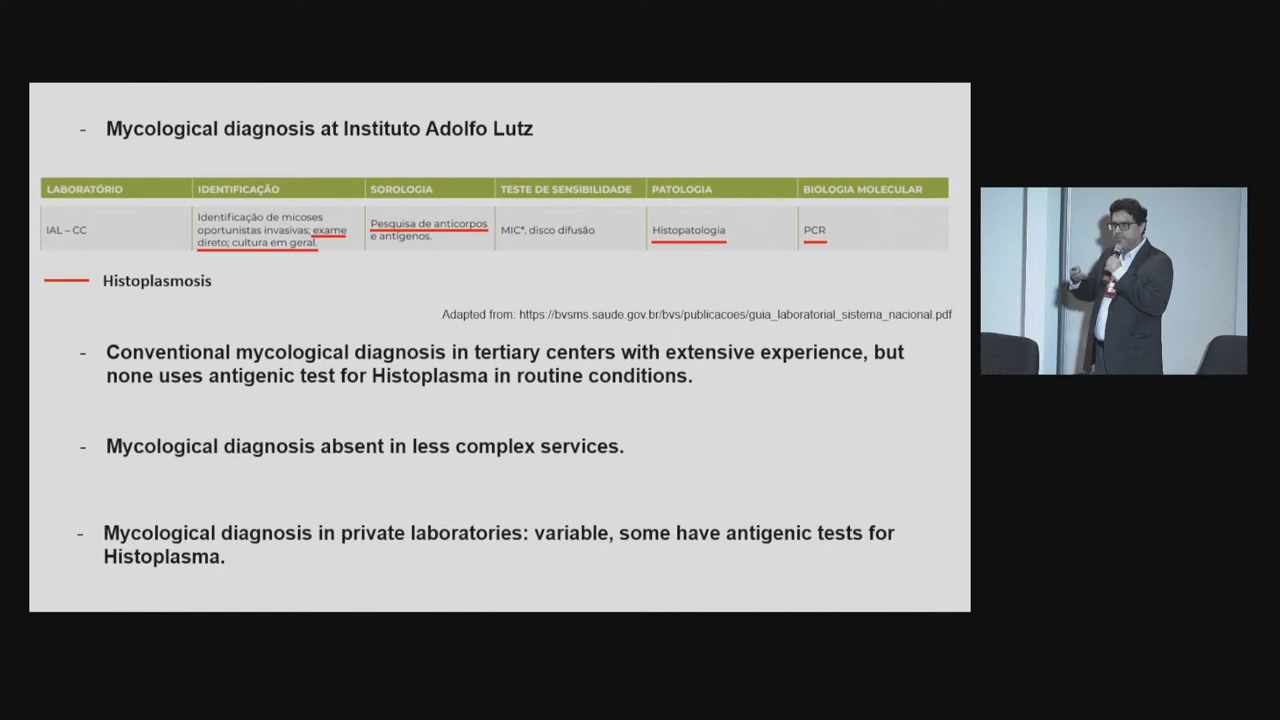 - Mycological diagnosis at Instituto Adolfo Lutz
LABORATÓRIO IDENTIFICAÇÃO SOROLOGIA TESTE DE SENSIBILIDADE PATOLOGIA BIOLOGIA MOLECULAR
IAL – CC
Identificação de micoses
oportunistas invasivas; exame
direto; cultura em geral.
Pesquisa de anticorpos
e antígenos.
MIC*, disco difusão
Histopatologia
PCR
Histoplasmosis
Adapted from: https://bvsms.saude.gov.br/bvs/publicacoes/guia_laboratorial_sistema_nacional.pdf
- Conventional mycological diagnosis in tertiary centers with extensive experience, but
none uses antigenic test for Histoplasma in routine conditions.
- Mycological diagnosis absent in less complex services.
- Mycological diagnosis in private laboratories: variable, some have antigenic tests for
Histoplasma.